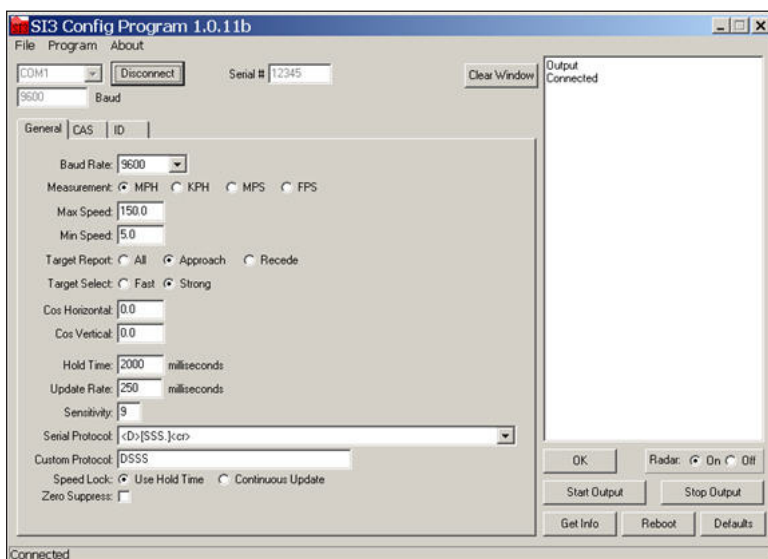 SI3 SI3 Config Program 1.0.11b
File Program About
COM1 Disconnect Serial # 12345 Clear Window
9600 Baud
Output
Connected
General CAS ID
Baud Rate: 9600
Measurement: MPH KPH MPS FPS
Max Speed: 150.0
Min Speed: 5.0
Target Report: All Approach Recede
Target Select: Fast Strong
Cos Horizontal: 0.0
Cos Vertical: 0.0
Hold Time: 2000 milliseconds
Update Rate: 250 milliseconds
Sensitivity: 9
Serial Protocol: <D>[SSS.]<cr>
Custom Protocol: DSSS
Speed Lock: Use Hold Time Continuous Update
Zero Suppress:
OK Radar: On Off
Start Output Stop Output
Get Info Reboot Defaults
Connected